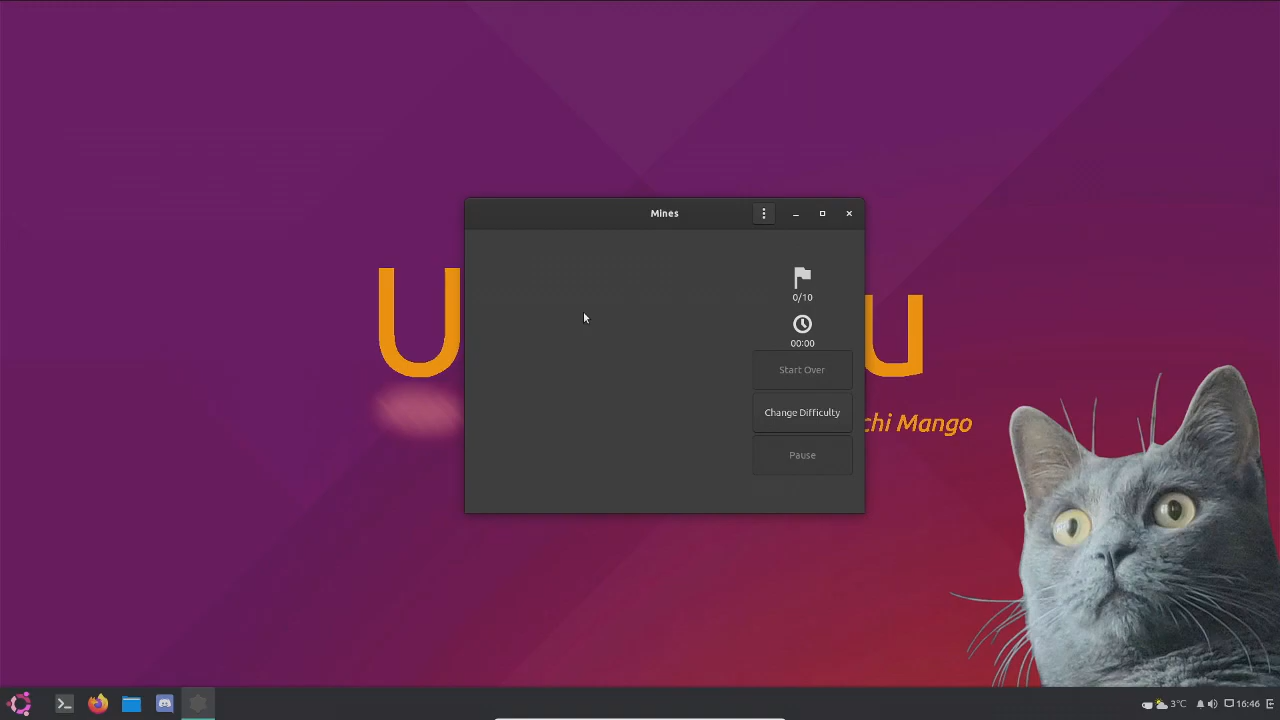 Mines
U
u
0/10
00:00
Start Over
Change Difficulty
chi Mango
Pause
3°C
16:46